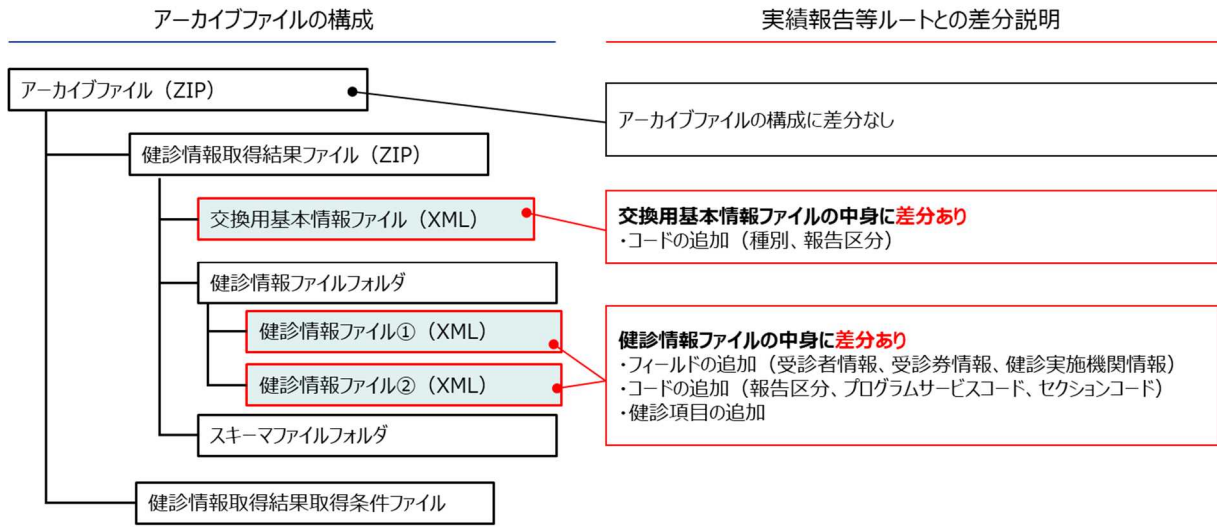 アーカイブファイルの構成
実績報告等ルートとの差分説明
アーカイブファイル（ZIP）
アーカイブファイルの構成に差分なし
健診情報取得結果ファイル（ZIP）
交換用基本情報ファイル（XML）
交換用基本情報ファイルの中身に差分あり
・コードの追加（種別、報告区分）
健診情報ファイルフォルダ
健診情報ファイル①（XML）
健診情報ファイル②（XML）
健診情報ファイルの中身に差分あり
・フィールドの追加（受診者情報、受診券情報、健診実施機関情報）
・コードの追加（報告区分、プログラムサービスコード、セクションコード）
・健診項目の追加
スキーマファイルフォルダ
健診情報取得結果取得条件ファイル